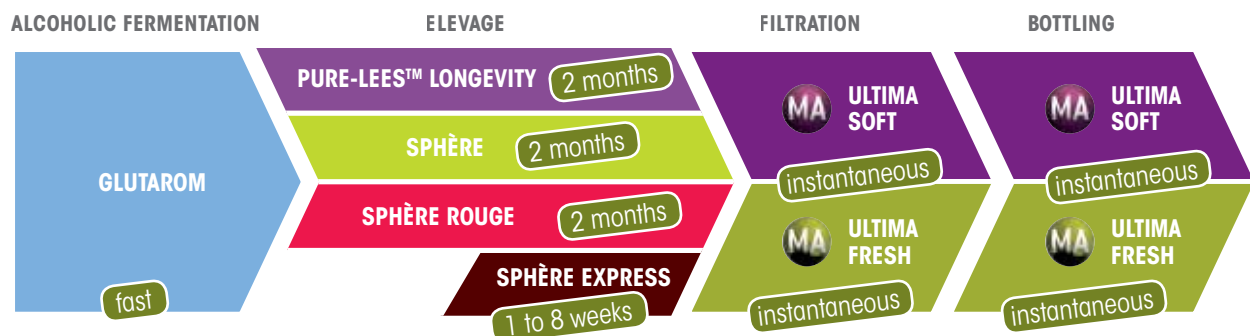 ALCOHOLIC FERMENTATION
ELEVAGE
FILTRATION
BOTTLING
GLUTAROM
fast
PURE-LEES™ LONGEVITY
2 months
SPHÈRE
2 months
SPHÈRE ROUGE
2 months
SPHÈRE EXPRESS
1 to 8 weeks
MA
ULTIMA
SOFT
instantaneous
MA
ULTIMA
FRESH
instantaneous
MA
ULTIMA
SOFT
instantaneous
MA
ULTIMA
FRESH
instantaneous